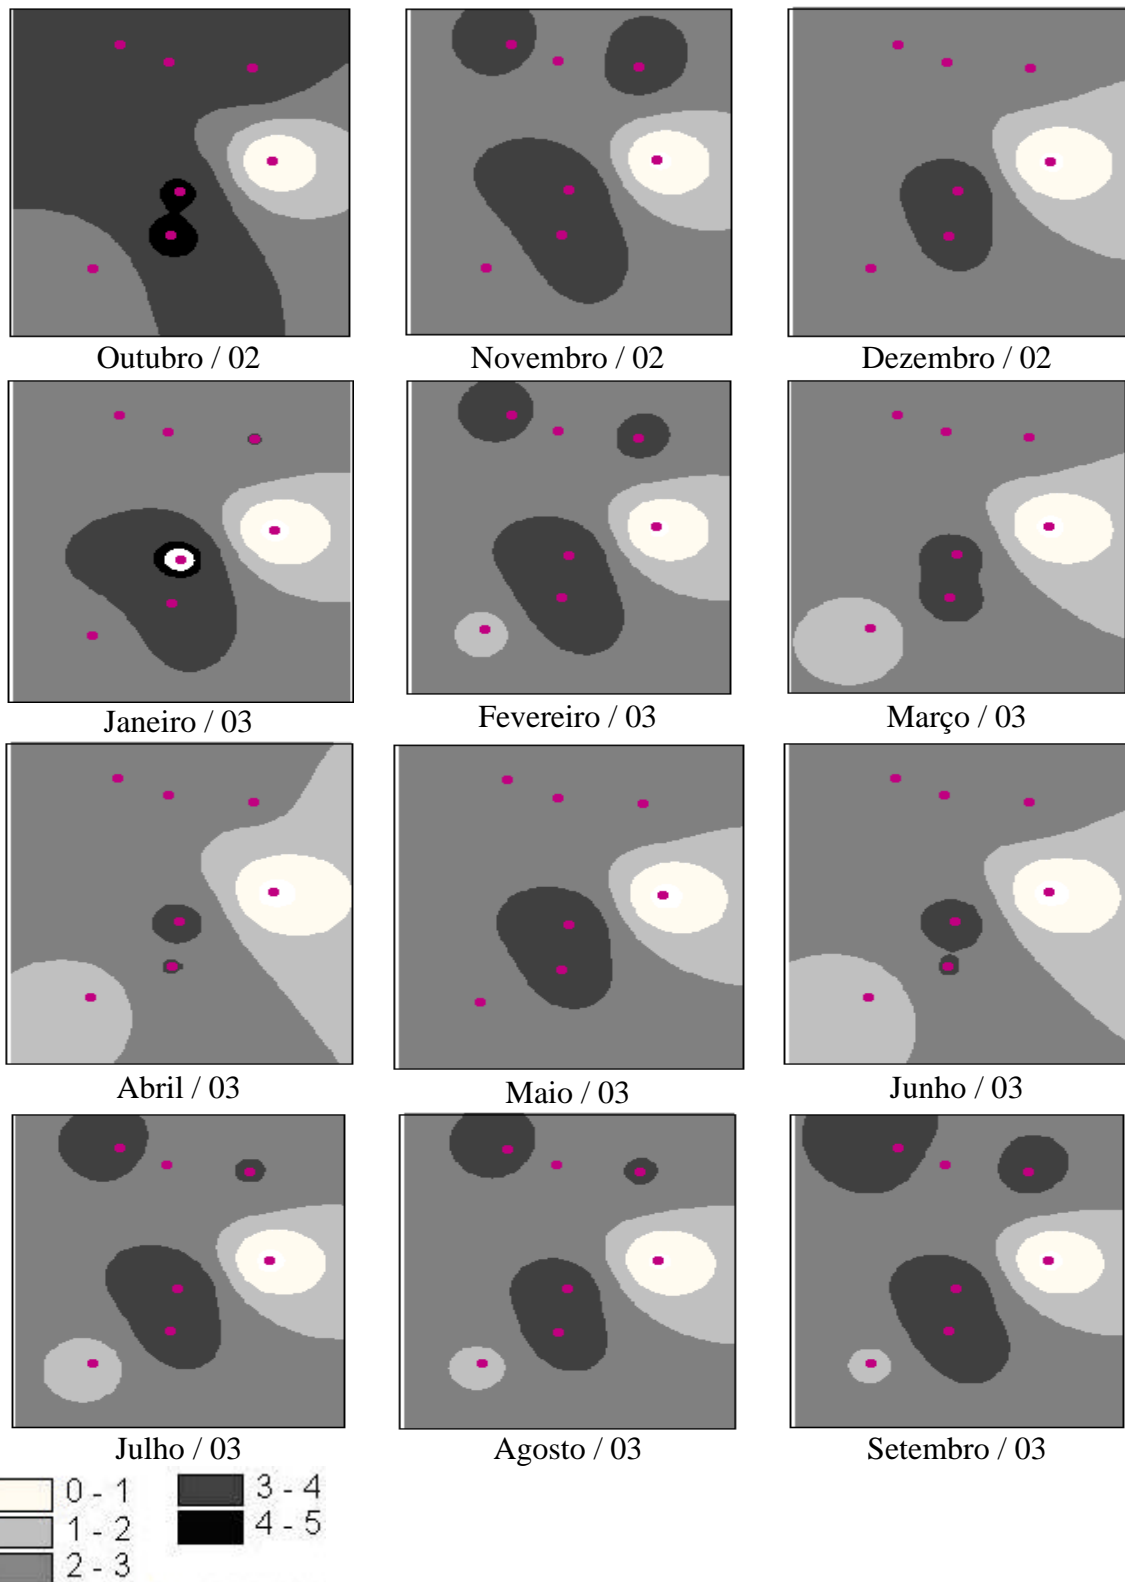 Outubro / 02
Novembro / 02
Dezembro / 02
Janeiro / 03
Fevereiro / 03
Março / 03
Abril / 03
Maio / 03
Junho / 03
Julho / 03
Agosto / 03
Setembro / 03
0 - 1
1 - 2
2 - 3
3 - 4
4 - 5